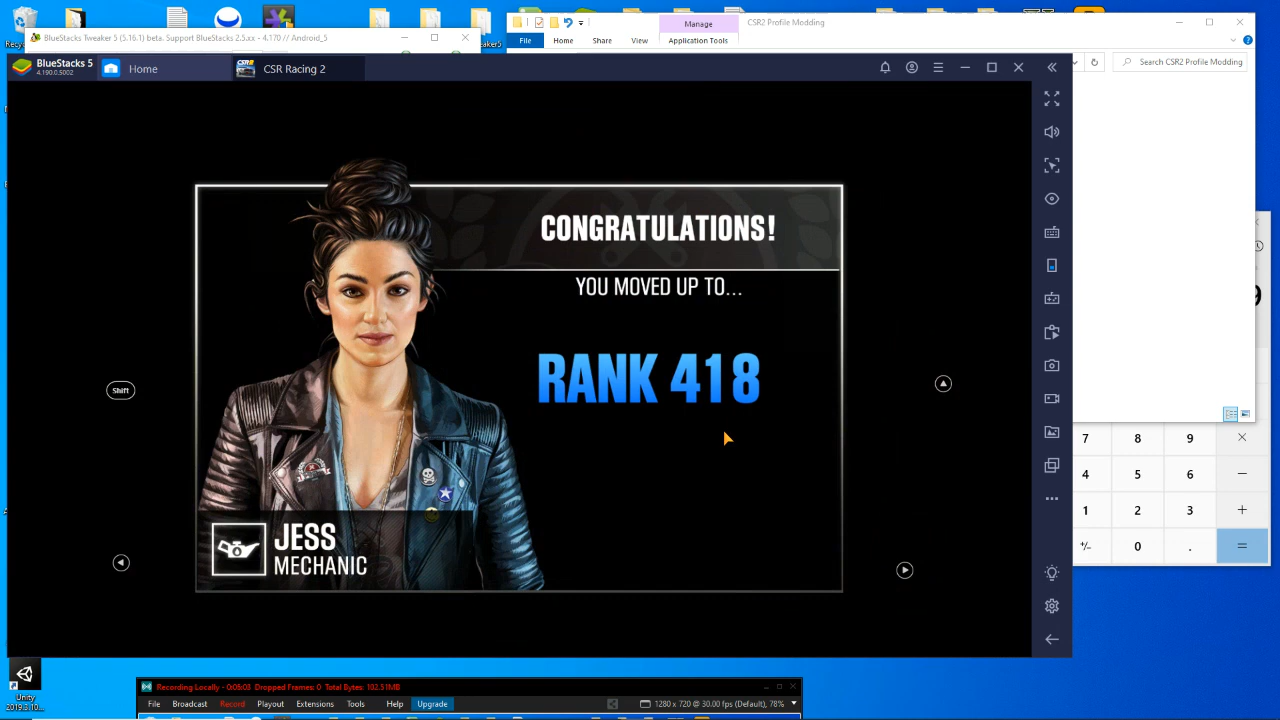 Manage
CSR2 Profile Modding
BlueStacks Tweaker 5 (5.16.1) beta. Support BlueStacks 2.5.xx - 4.170 // Android_5
File
Home
Share
View
Application Tools
BlueStacks 5
4.190.0.5002
Home
CSR Racing 2
Search CSR2 Profile Modding
CONGRATULATIONS!
YOU MOVED UP TO...
RANK 418
Shift
JESS
MECHANIC
7 8 9 ×
4 5 6 −
1 2 3 +
+/- 0 . =
Unity
2019.3.10...
Recording Locally - 0:05:03 Dropped Frames: 0 Total Bytes: 102.51MB
File Broadcast Record Playout Extensions Tools Help Upgrade
1280 x 720 @ 30.00 fps (Default), 78%